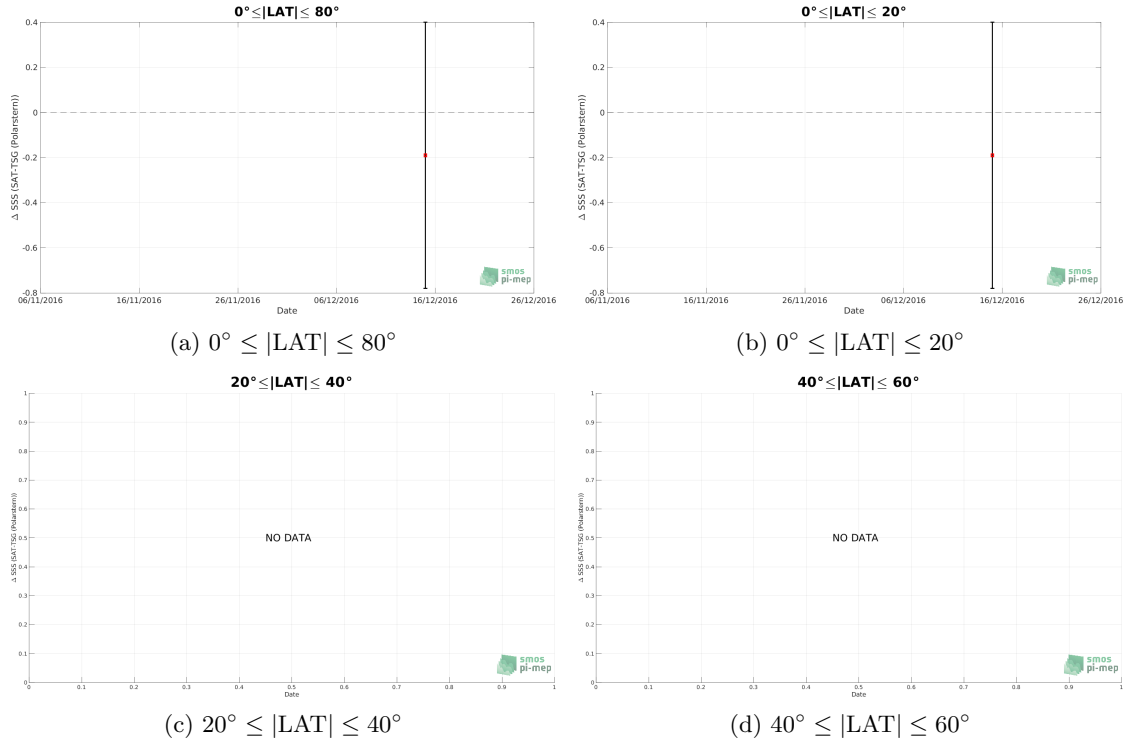 0°≤|LAT|≤ 80°
Δ SSS (SAT-TSG (Polarstern))
0.4
0.2
0
-0.2
-0.4
-0.6
-0.8
06/11/2016 16/11/2016 26/11/2016 06/12/2016 16/12/2016 26/12/2016
Date
smos
pi-mep
(a) 0° ≤ |LAT| ≤ 80°
0°≤|LAT|≤ 20°
Δ SSS (SAT-TSG (Polarstern))
0.4
0.2
0
-0.2
-0.4
-0.6
-0.8
06/11/2016 16/11/2016 26/11/2016 06/12/2016 16/12/2016 26/12/2016
Date
smos
pi-mep
(b) 0° ≤ |LAT| ≤ 20°
20°≤|LAT|≤ 40°
Δ SSS (SAT-TSG (Polarstern))
1
0.9
0.8
0.7
0.6
0.5
0.4
0.3
0.2
0.1
0
NO DATA
0 0.1 0.2 0.3 0.4 0.5 0.6 0.7 0.8 0.9 1
Date
smos
pi-mep
(c) 20° ≤ |LAT| ≤ 40°
40°≤|LAT|≤ 60°
Δ SSS (SAT-TSG (Polarstern))
1
0.9
0.8
0.7
0.6
0.5
0.4
0.3
0.2
0.1
0
NO DATA
0 0.1 0.2 0.3 0.4 0.5 0.6 0.7 0.8 0.9 1
Date
smos
pi-mep
(d) 40° ≤ |LAT| ≤ 60°